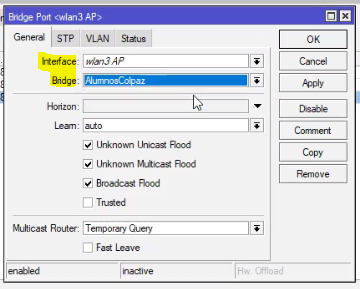 Bridge Port <wlan3 AP>
General STP VLAN Status
Interface: wlan3 AP
Bridge: AlumnosColpaz
Horizon:
Learn: auto
Unknown Unicast Flood
Unknown Multicast Flood
Broadcast Flood
Trusted
Multicast Router: Temporary Query
Fast Leave
OK
Cancel
Apply
Disable
Comment
Copy
Remove
enabled inactive Hw. Offload